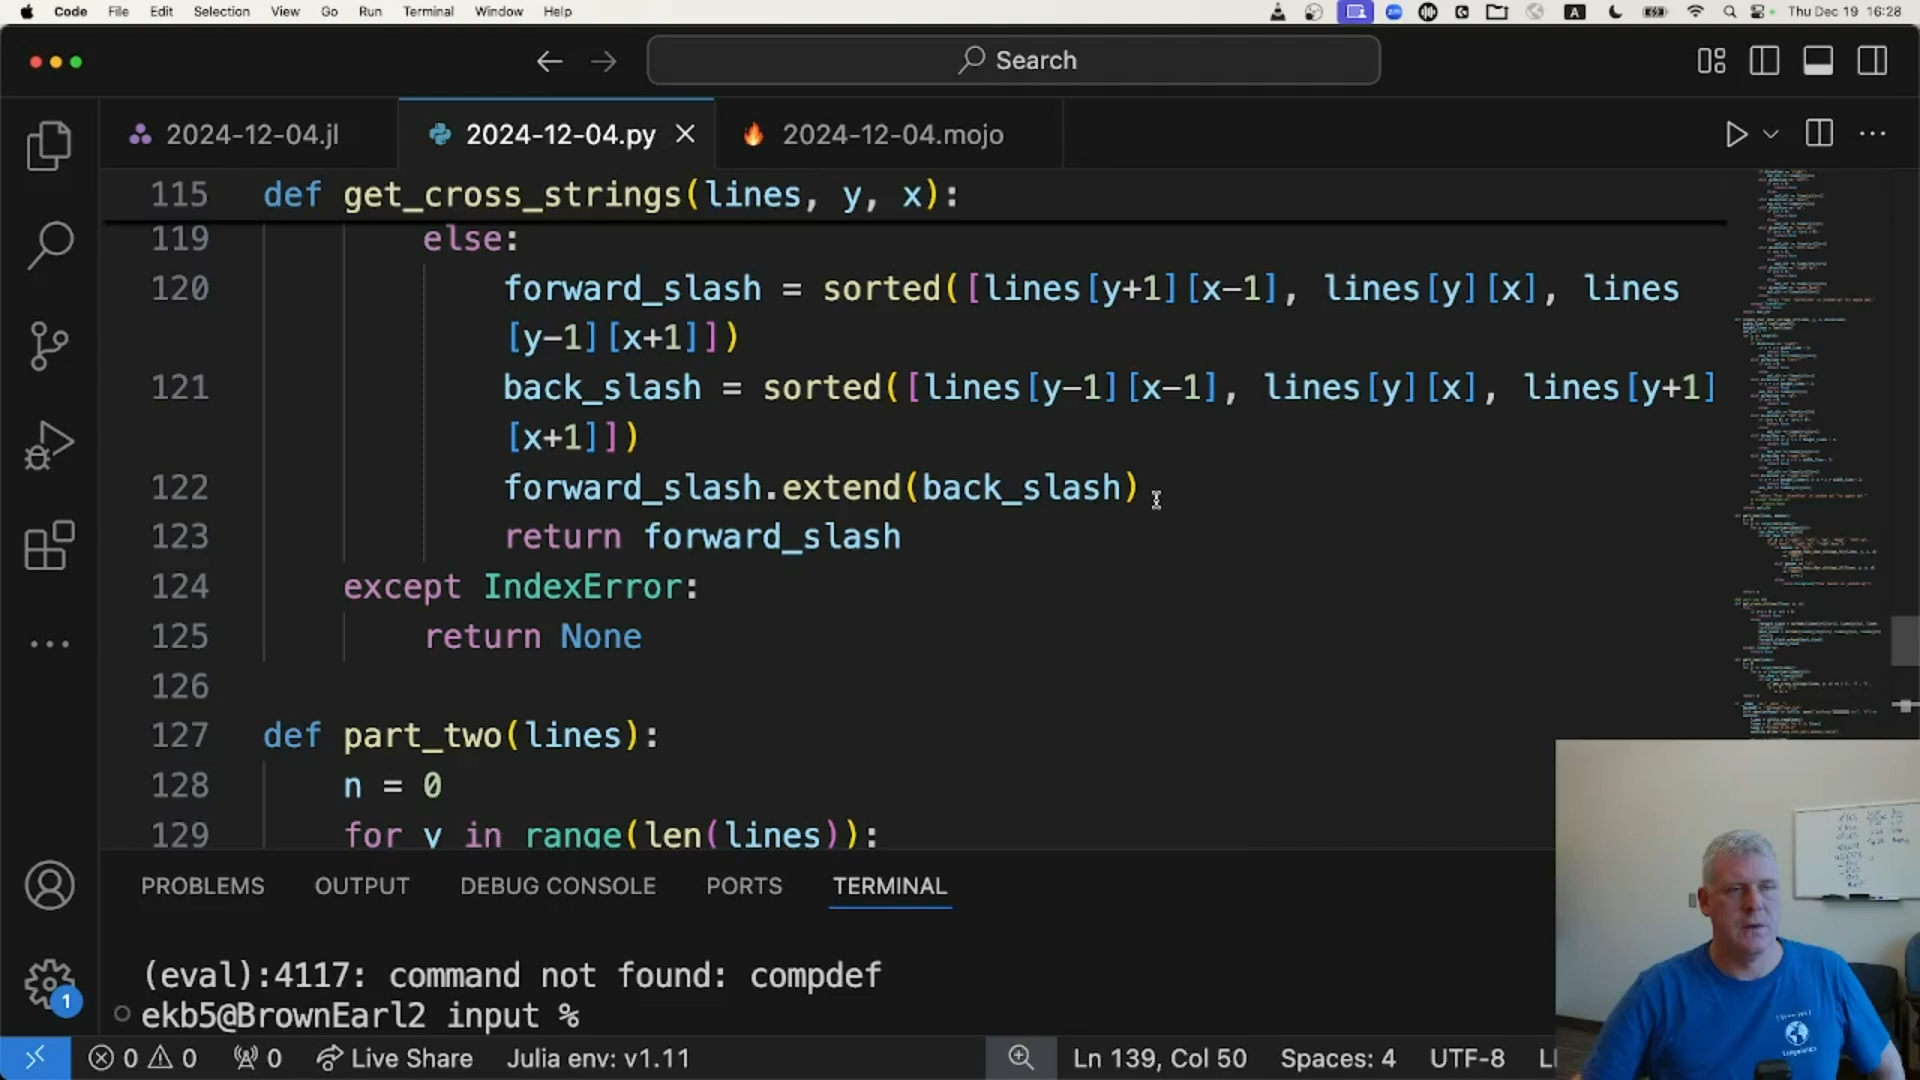 Code File Edit Selection View Go Run Terminal Window Help A Thu Dec 19 16:28
Search
2024-12-04.jl 2024-12-04.py 2024-12-04.mojo
115 def get_cross_strings(lines, y, x):
119 else:
120 forward_slash = sorted([lines[y+1][x-1], lines[y][x], lines
[y-1][x+1]])
121 back_slash = sorted([lines[y-1][x-1], lines[y][x], lines[y+1]
[x+1]])
122 forward_slash.extend(back_slash)
123 return forward_slash
124 except IndexError:
125 return None
126
127 def part_two(lines):
128 n = 0
129 for y in range(len(lines)):
PROBLEMS OUTPUT DEBUG CONSOLE PORTS TERMINAL
(eval):4117: command not found: compdef
ekb5@BrownEarl2 input %
1
0 0 0 Live Share Julia env: v1.11 Ln 139, Col 50 Spaces: 4 UTF-8